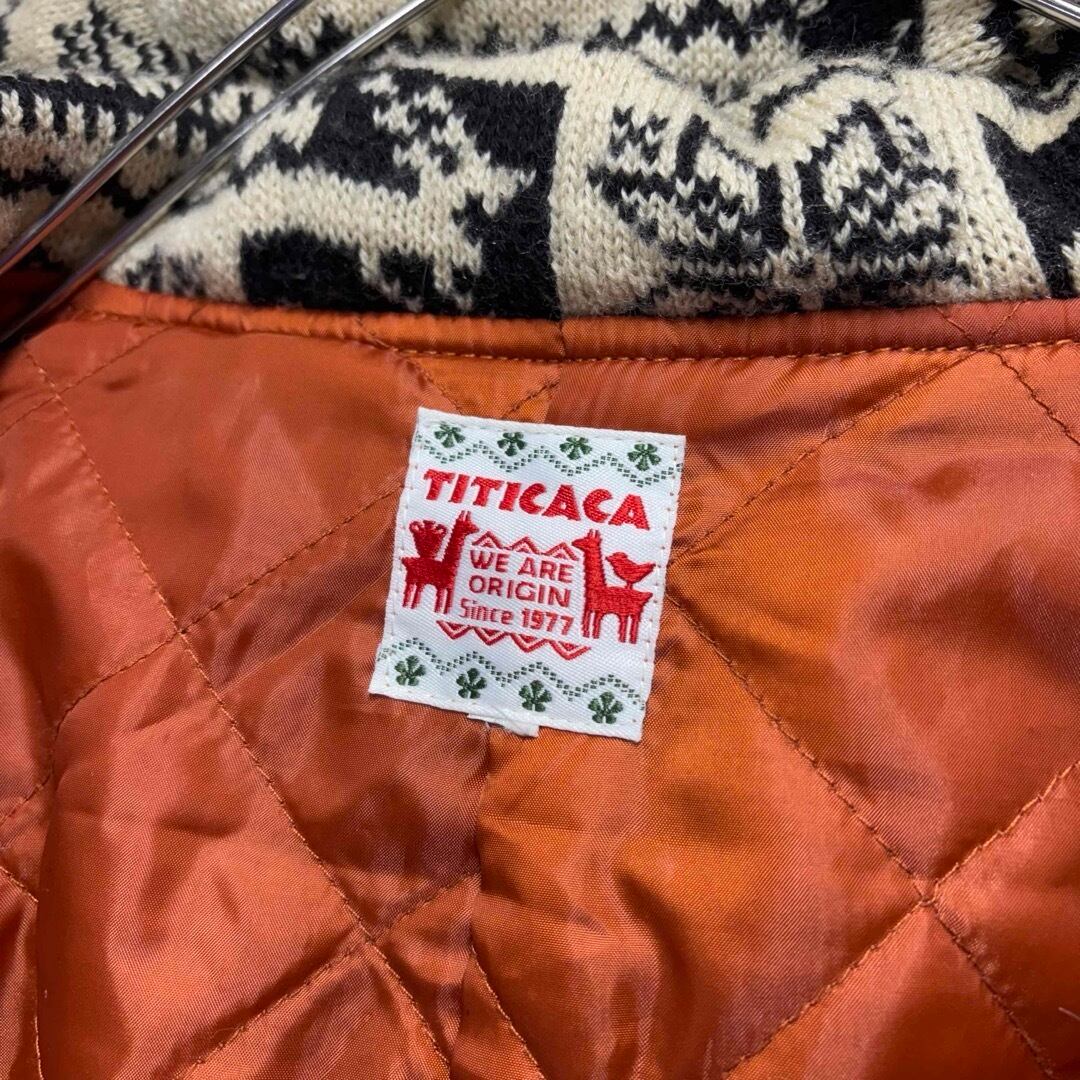 TITICACA
WE ARE
ORIGIN
Since 1977